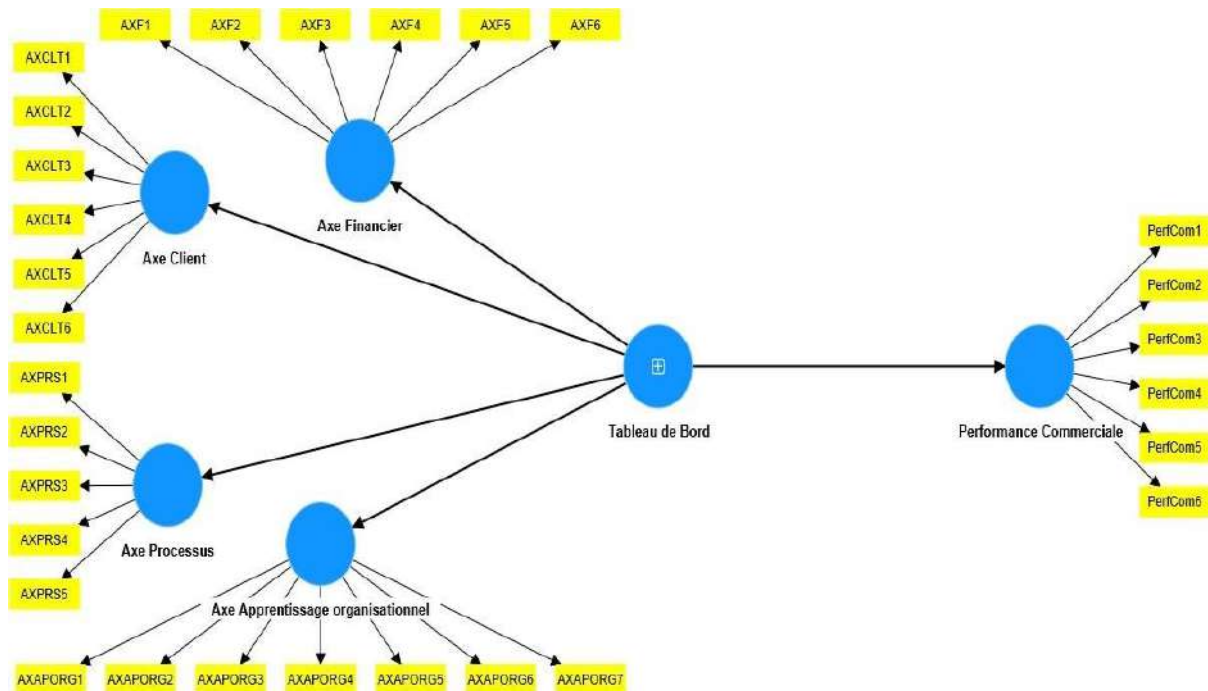 AXF1 AXF2 AXF3 AXF4 AXF5 AXF6
AXCLT1
AXCLT2
AXCLT3
AXCLT4
AXCLT5
AXCLT6
Axe Client
Axe Financier
AXPRS1
AXPRS2
AXPRS3
AXPRS4
AXPRS5
Axe Processus
Axe Apprentissage organisationnel
AXAPORG1 AXAPORG2 AXAPORG3 AXAPORG4 AXAPORG5 AXAPORG6 AXAPORG7
Tableau de Bord
Performance Commerciale
PerfCom1
PerfCom2
PerfCom3
PerfCom4
PerfCom5
PerfCom6